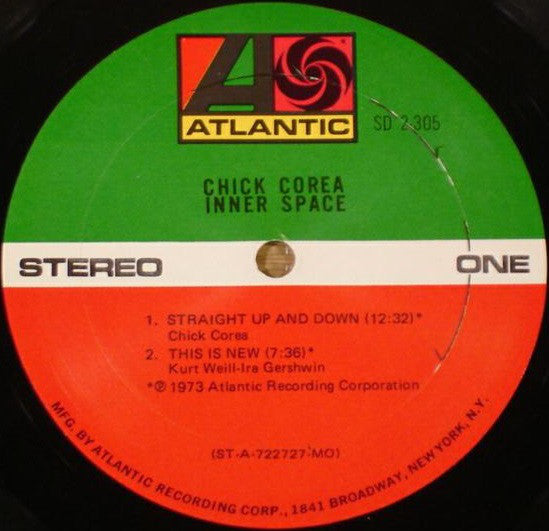 ATLANTIC
SD 2-305
CHICK COREA
INNER SPACE
STEREO
ONE
1. STRAIGHT UP AND DOWN (12:32)*
Chick Corea
2. THIS IS NEW (7:36)*
Kurt Weill-Ira Gershwin
*℗ 1973 Atlantic Recording Corporation
(ST-A-722727-MO)
MFG. BY ATLANTIC RECORDING CORP., 1841 BROADWAY, NEW YORK, N.Y.